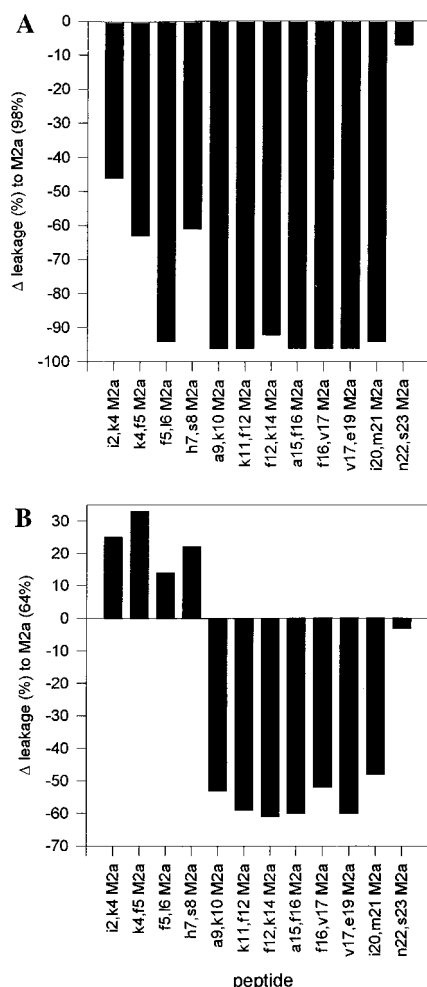 A
Δ leakage (%) to M2a (98%)
0
-10
-20
-30
-40
-50
-60
-70
-80
-90
-100
i2,k4 M2a
k4,f5 M2a
f5,l6 M2a
h7,s8 M2a
a9,k10 M2a
k11,f12 M2a
f12,k14 M2a
a15,f16 M2a
f16,v17 M2a
v17,e19 M2a
i20,m21 M2a
n22,s23 M2a
B
Δ leakage (%) to M2a (64%)
30
20
10
0
-10
-20
-30
-40
-50
-60
-70
i2,k4 M2a
k4,f5 M2a
f5,l6 M2a
h7,s8 M2a
a9,k10 M2a
k11,f12 M2a
f12,k14 M2a
a15,f16 M2a
f16,v17 M2a
v17,e19 M2a
i20,m21 M2a
n22,s23 M2a
peptide